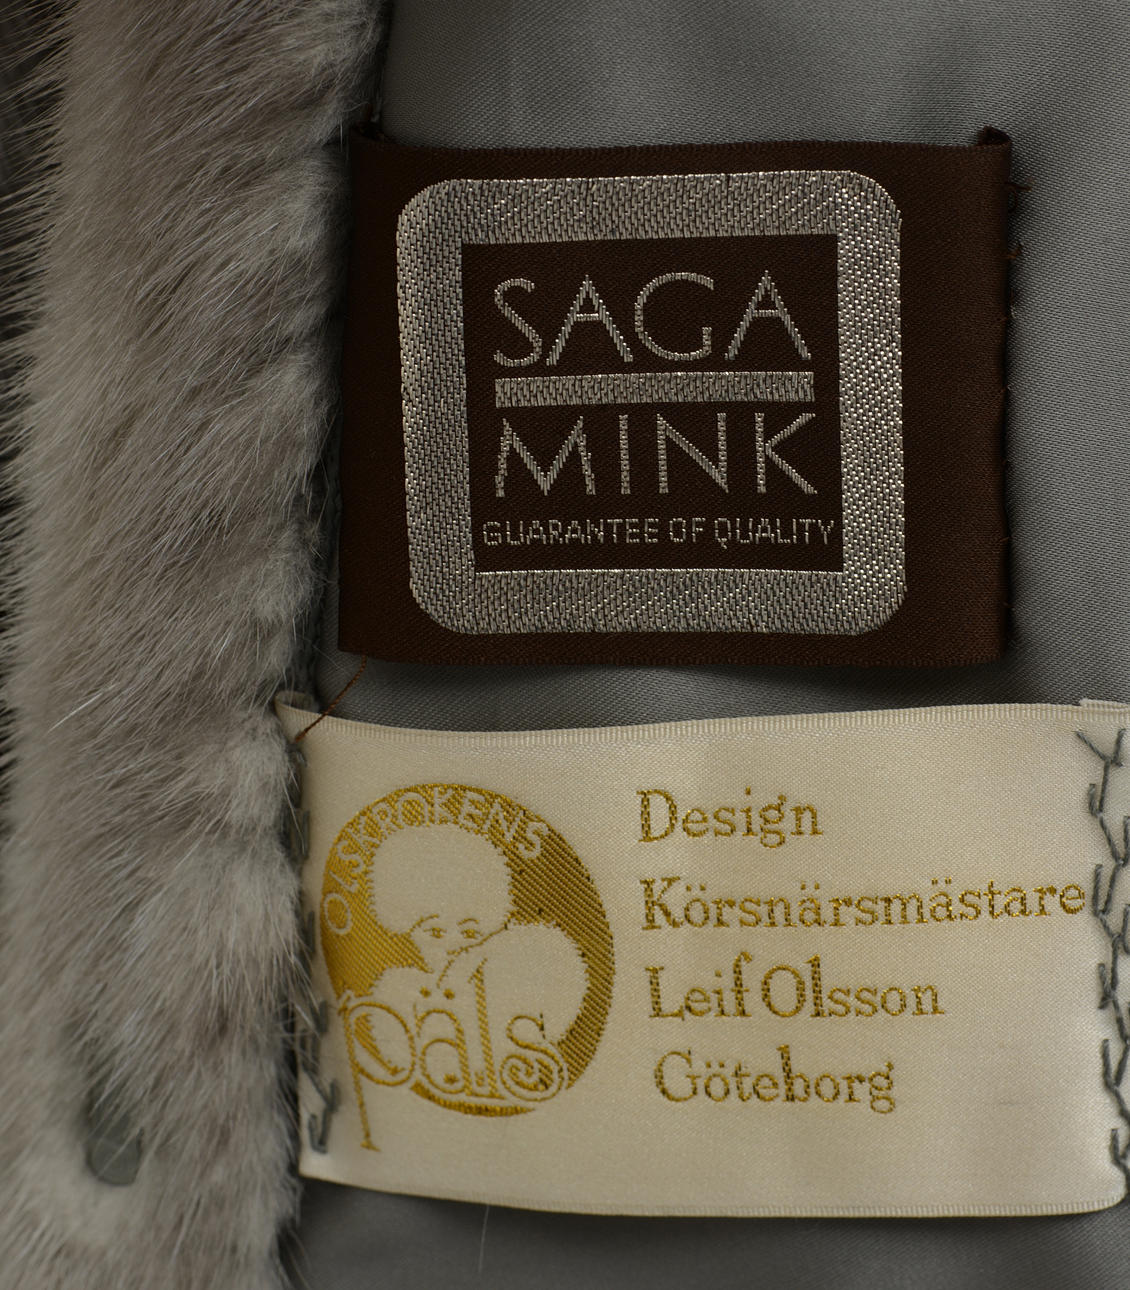 SAGA
MINK
GUARANTEE OF QUALITY
OLSKROKENS
päls
Design
Körsnärsmästare
Leif Olsson
Göteborg